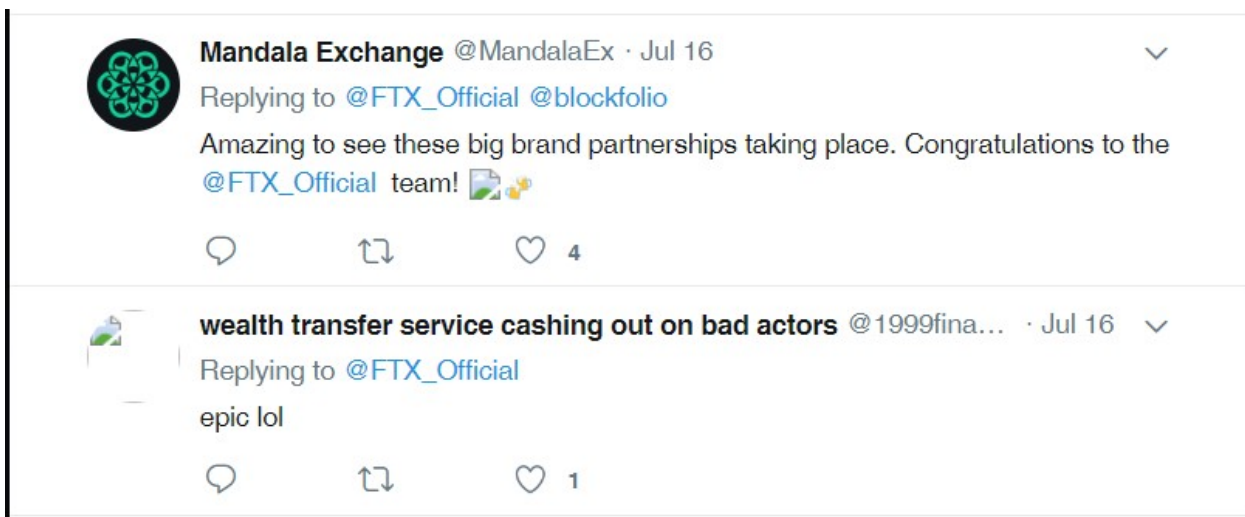 Mandala Exchange @MandalaEx · Jul 16
Replying to @FTX_Official @blockfolio
Amazing to see these big brand partnerships taking place. Congratulations to the
@FTX_Official team!
4
wealth transfer service cashing out on bad actors @1999fina... · Jul 16
Replying to @FTX_Official
epic lol
1